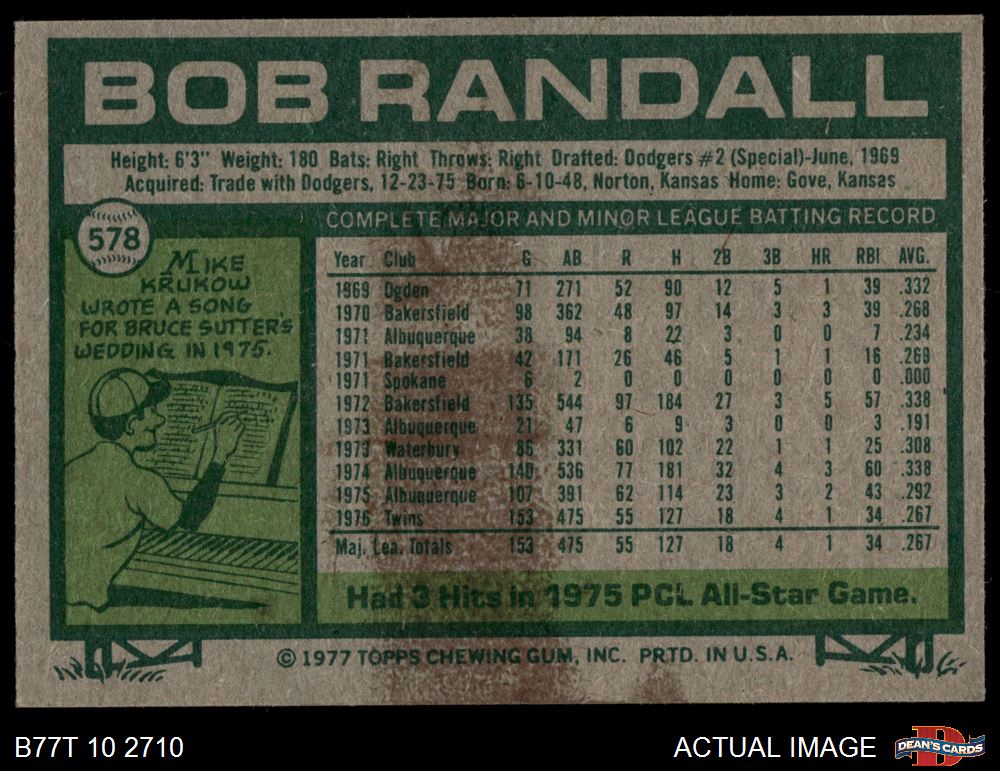 BOB RANDALL
Height: 6'3" Weight: 180 Bats: Right Throws: Right Drafted: Dodgers #2 (Special)-June, 1969
Acquired: Trade with Dodgers, 12-23-75 Born: 6-10-48, Norton, Kansas Home: Gove, Kansas
578
MIKE
KRUKOW
WROTE A SONG
FOR BRUCE SUTTER'S
WEDDING IN 1975.
COMPLETE MAJOR AND MINOR LEAGUE BATTING RECORD
Year Club G AB R H 2B 3B HR RBI AVG.
1969 Ogden 71 271 52 90 12 5 1 39 .332
1970 Bakersfield 98 362 48 97 14 3 3 39 .268
1971 Albuquerque 38 94 8 22 3 0 0 7 .234
1971 Bakersfield 42 171 26 46 5 1 1 16 .269
1971 Spokane 6 2 0 0 0 0 0 0 .000
1972 Bakersfield 135 544 97 184 27 3 5 57 .338
1973 Albuquerque 21 47 6 9 3 0 0 3 .191
1973 Waterbury 86 331 60 102 22 1 1 25 .308
1974 Albuquerque 140 536 77 181 32 4 3 60 .338
1975 Albuquerque 107 391 62 114 23 3 2 43 .292
1976 Twins 153 475 55 127 18 4 1 34 .267
Maj. Lea. Totals 153 475 55 127 18 4 1 34 .267
Had 3 Hits in 1975 PCL All-Star Game.
© 1977 TOPPS CHEWING GUM, INC. PRTD. IN U.S.A.
B77T 10 2710
ACTUAL IMAGE
D
DEAN'S CARDS